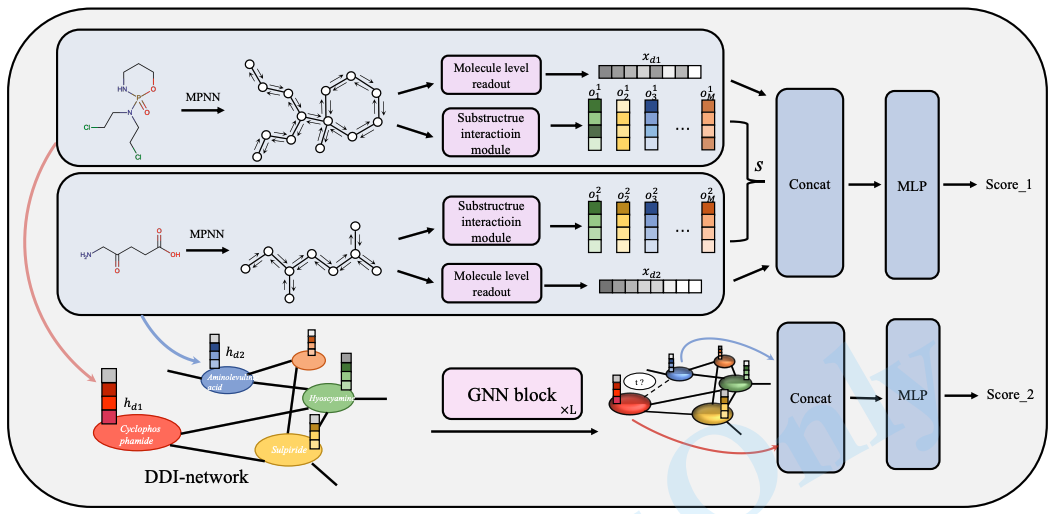 HN
O
P
O
N
Cl
Cl
MPNN
Molecule level
readout
Substructrue
interactioin
module
x_{d1}
o_1^1 o_2^1 o_3^1 ... o_M^1
S
H₂N
O
O
OH
MPNN
Substructrue
interactioin
module
Molecule level
readout
o_1^2 o_2^2 o_3^2 ... o_M^2
x_{d2}
Concat
MLP
Score_1
h_{d2}
Aminolevulin
acid
h_{d1}
Hyoscyamine
Cyclophos
phamide
Sulpiride
DDI-network
GNN block
×L
t ?
Concat
MLP
Score_2
Only